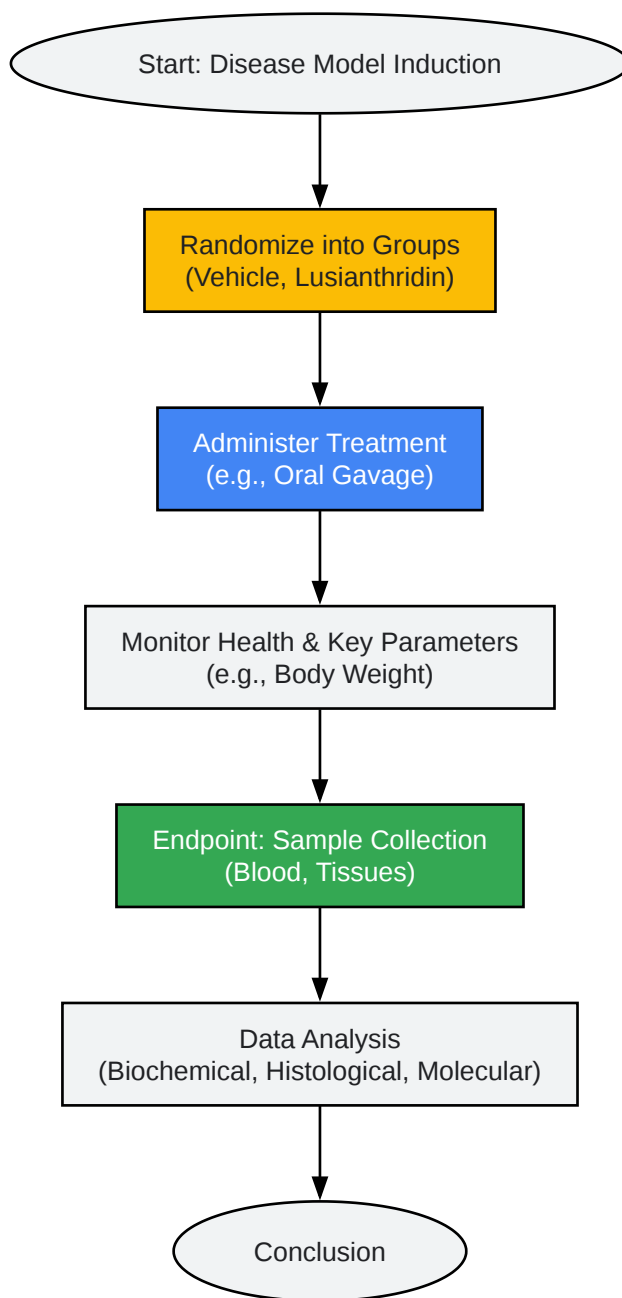 Start: Disease Model Induction
Randomize into Groups
(Vehicle, Lusianthridin)
Administer Treatment
(e.g., Oral Gavage)
Monitor Health & Key Parameters
(e.g., Body Weight)
Endpoint: Sample Collection
(Blood, Tissues)
Data Analysis
(Biochemical, Histological, Molecular)
Conclusion